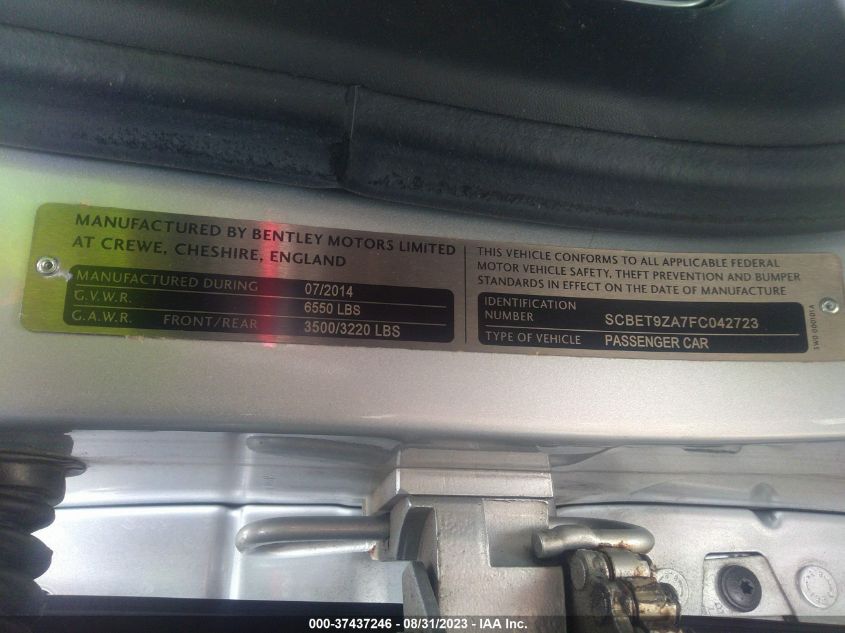 MANUFACTURED BY BENTLEY MOTORS LIMITED
AT CREWE, CHESHIRE, ENGLAND
MANUFACTURED DURING 07/2014
G.V.W.R. 6550 LBS
G.A.W.R. FRONT/REAR 3500/3220 LBS
THIS VEHICLE CONFORMS TO ALL APPLICABLE FEDERAL
MOTOR VEHICLE SAFETY, THEFT PREVENTION AND BUMPER
STANDARDS IN EFFECT ON THE DATE OF MANUFACTURE
IDENTIFICATION
NUMBER SCBET9ZA7FC042723
TYPE OF VEHICLE PASSENGER CAR
000-37437246 - 08/31/2023 - IAA Inc.